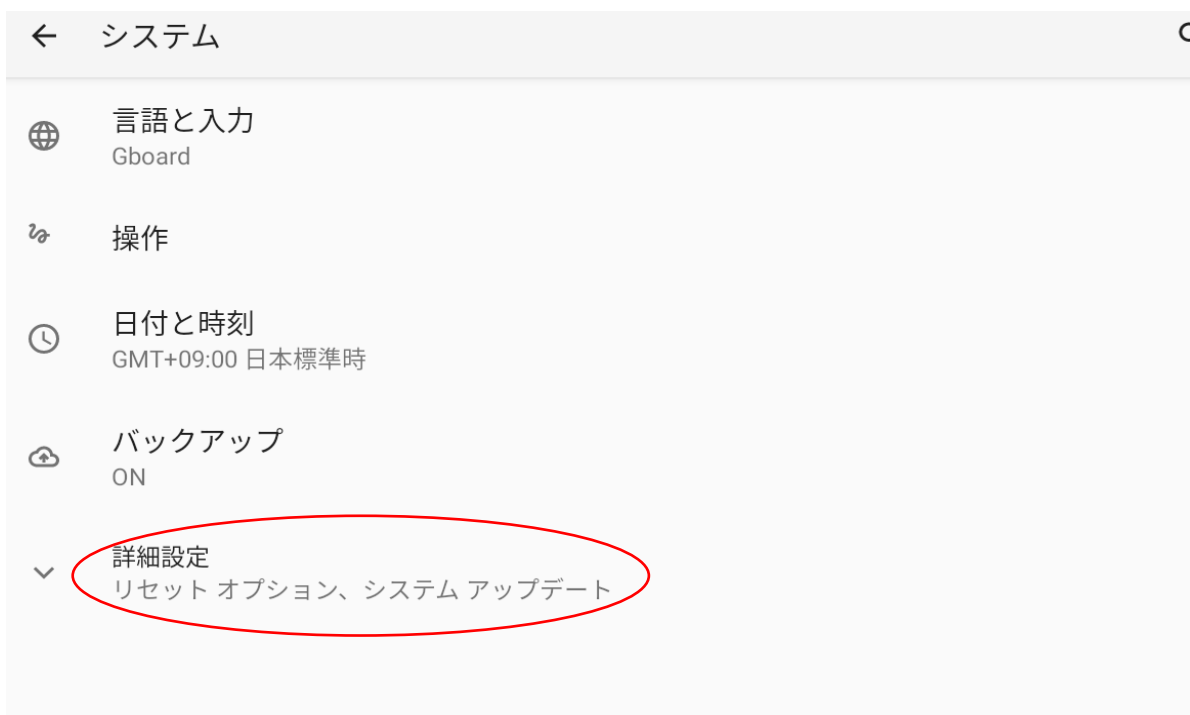 システム
言語と入力
Gboard
操作
日付と時刻
GMT+09:00 日本標準時
バックアップ
ON
詳細設定
リセット オプション、システム アップデート